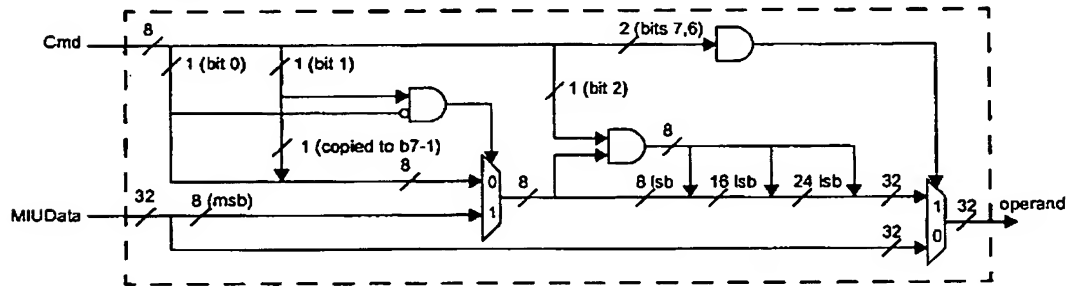 Cmd
8
2 (bits 7,6)
1 (bit 0)
1 (bit 1)
1 (bit 2)
1 (copied to b7-1)
8
8
0
1
8
8 lsb
16 lsb
24 lsb
32
1
0
32
operand
MIUData
32
8 (msb)
32